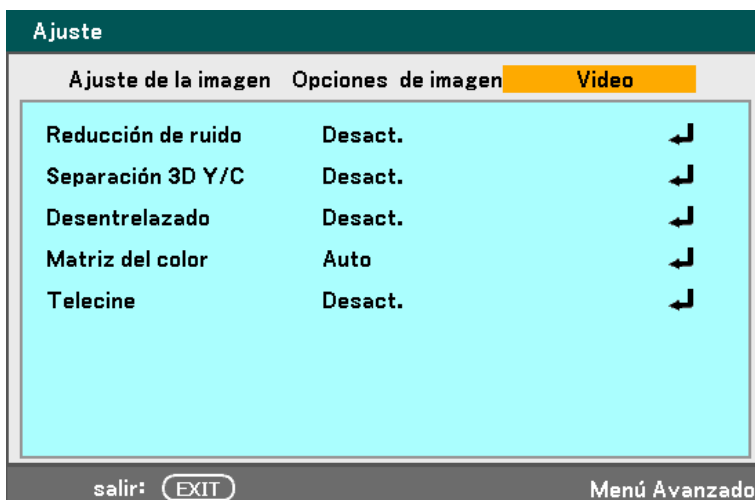 Ajuste
Ajuste de la imagen Opciones de imagen Video
Reducción de ruido Desact.
Separación 3D Y/C Desact.
Desentrelazado Desact.
Matriz del color Auto
Telecine Desact.
salir: EXIT Menú Avanzado